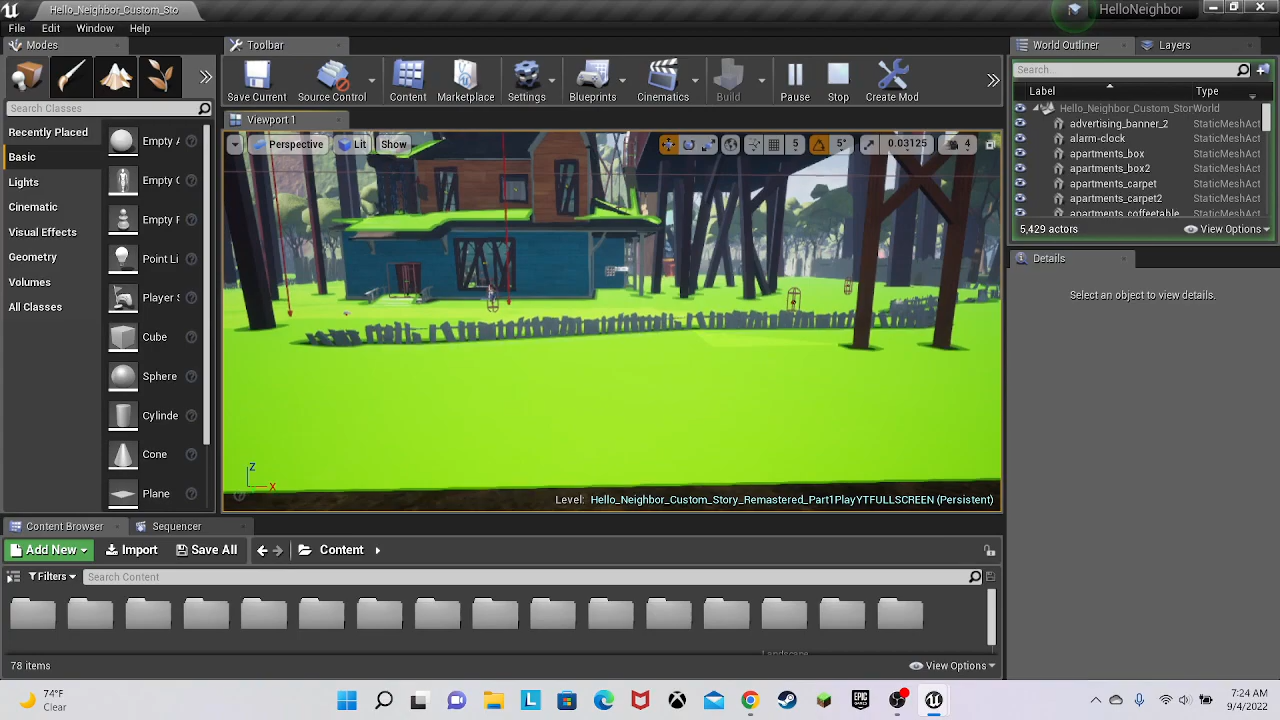 Hello_Neighbor_Custom_Sto
HelloNeighbor
File Edit Window Help
Modes
Toolbar
World Outliner
Layers
Save Current
Source Control
Content
Marketplace
Settings
Blueprints
Cinematics
Build
Pause
Stop
Create Mod
Search Classes
Search...
Label Type
Recently Placed
Basic
Lights
Cinematic
Visual Effects
Geometry
Volumes
All Classes
Empty A
Empty C
Empty P
Point Li
Player S
Cube
Sphere
Cylinde
Cone
Plane
Viewport 1
Perspective Lit Show
5 5° 0.03125 4
Z
X
Level: Hello_Neighbor_Custom_Story_Remastered_Part1PlayYTFULLSCREEN (Persistent)
Hello_Neighbor_Custom_Stor World
advertising_banner_2 StaticMeshAct
alarm-clock StaticMeshAct
apartments_box StaticMeshAct
apartments_box2 StaticMeshAct
apartments_carpet StaticMeshAct
apartments_carpet2 StaticMeshAct
apartments_coffeetable StaticMeshAct
5,429 actors View Options
Details
Select an object to view details.
Content Browser Sequencer
Add New Import Save All Content
Filters Search Content
Landscape
78 items View Options
74°F
Clear
7:24 AM
9/4/2022